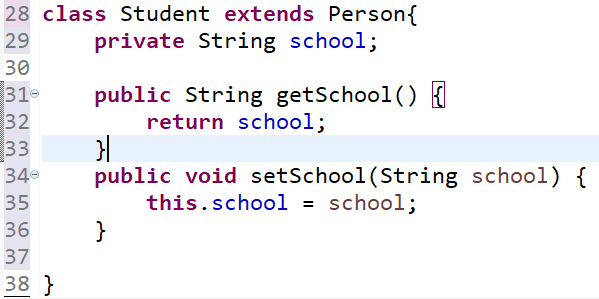 28 class Student extends Person{
29     private String school;
30
31     public String getSchool() {
32         return school;
33     }
34     public void setSchool(String school) {
35         this.school = school;
36     }
37
38 }